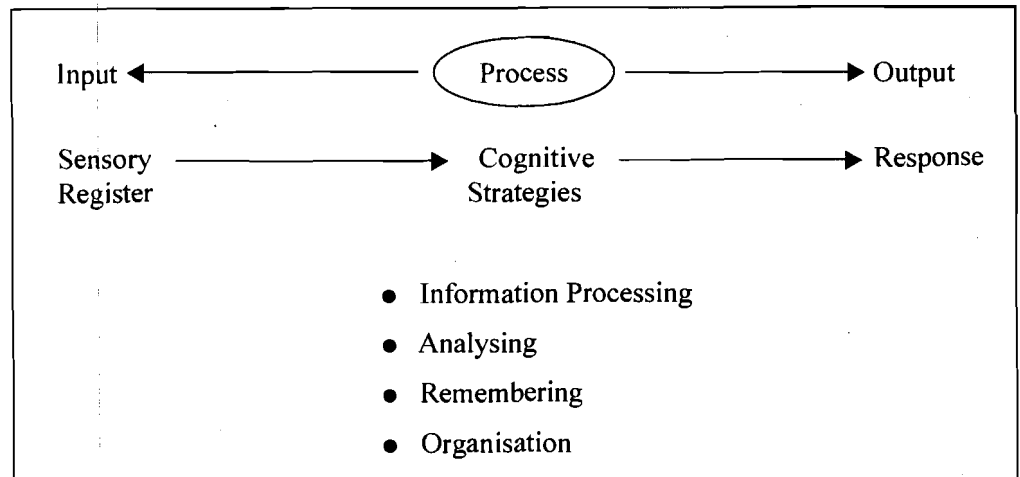 Input Process Output
Sensory Cognitive Response
Register Strategies
● Information Processing
● Analysing
● Remembering
● Organisation